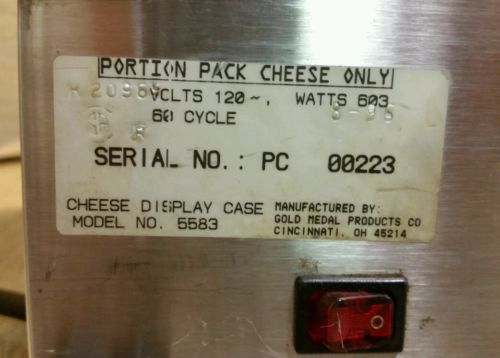 PORTION PACK CHEESE ONLY
VOLTS 120~, WATTS 603
60 CYCLE
SERIAL NO.: PC 00223
CHEESE DISPLAY CASE
MODEL NO. 5583
MANUFACTURED BY:
GOLD MEDAL PRODUCTS CO
CINCINNATI, OH 45214